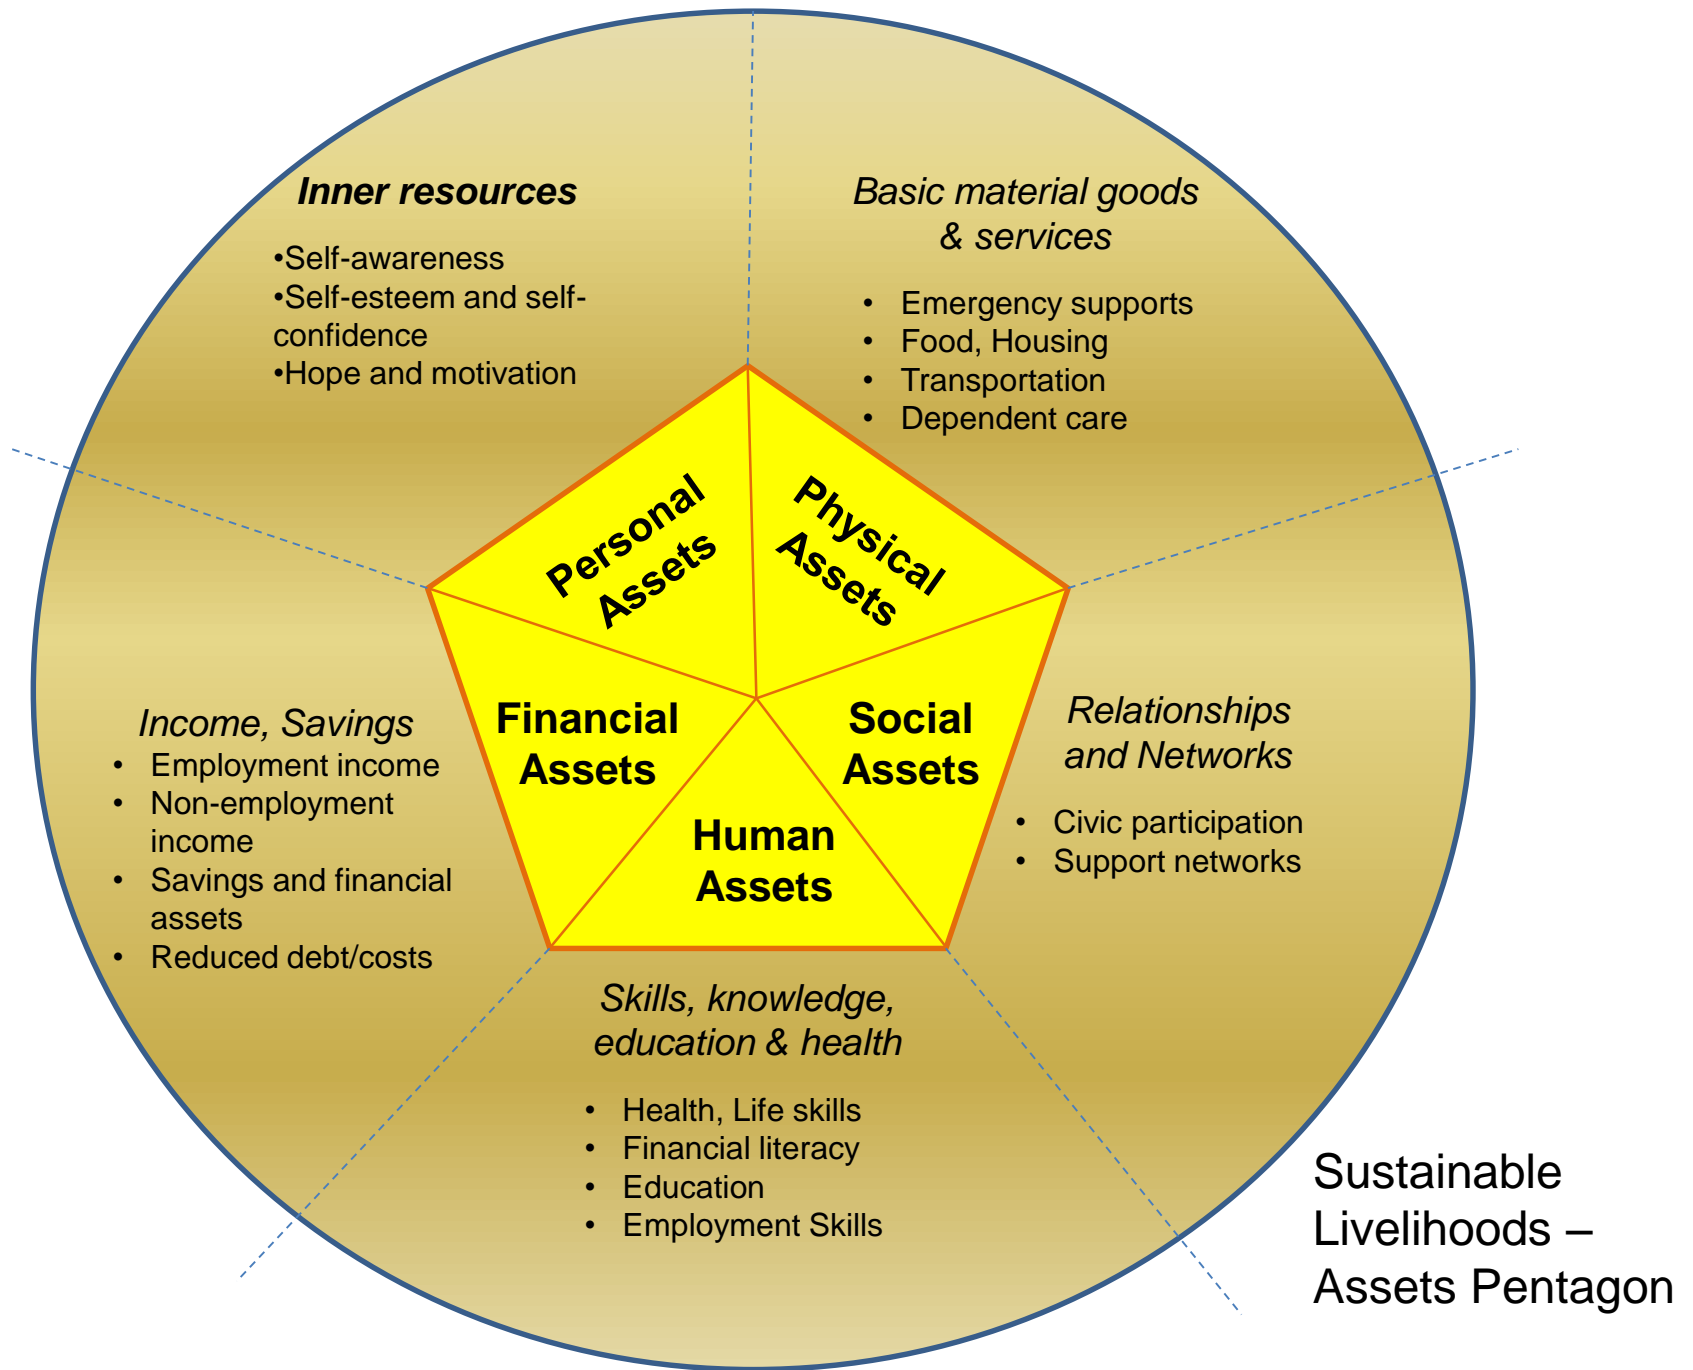 Inner resources
•Self-awareness
•Self-esteem and self-
confidence
•Hope and motivation
Basic material goods
& services
• Emergency supports
• Food, Housing
• Transportation
• Dependent care
Personal
Assets
Physical
Assets
Financial
Assets
Social
Assets
Human
Assets
Income, Savings
• Employment income
• Non-employment
income
• Savings and financial
assets
• Reduced debt/costs
Relationships
and Networks
• Civic participation
• Support networks
Skills, knowledge,
education & health
• Health, Life skills
• Financial literacy
• Education
• Employment Skills
Sustainable
Livelihoods –
Assets Pentagon